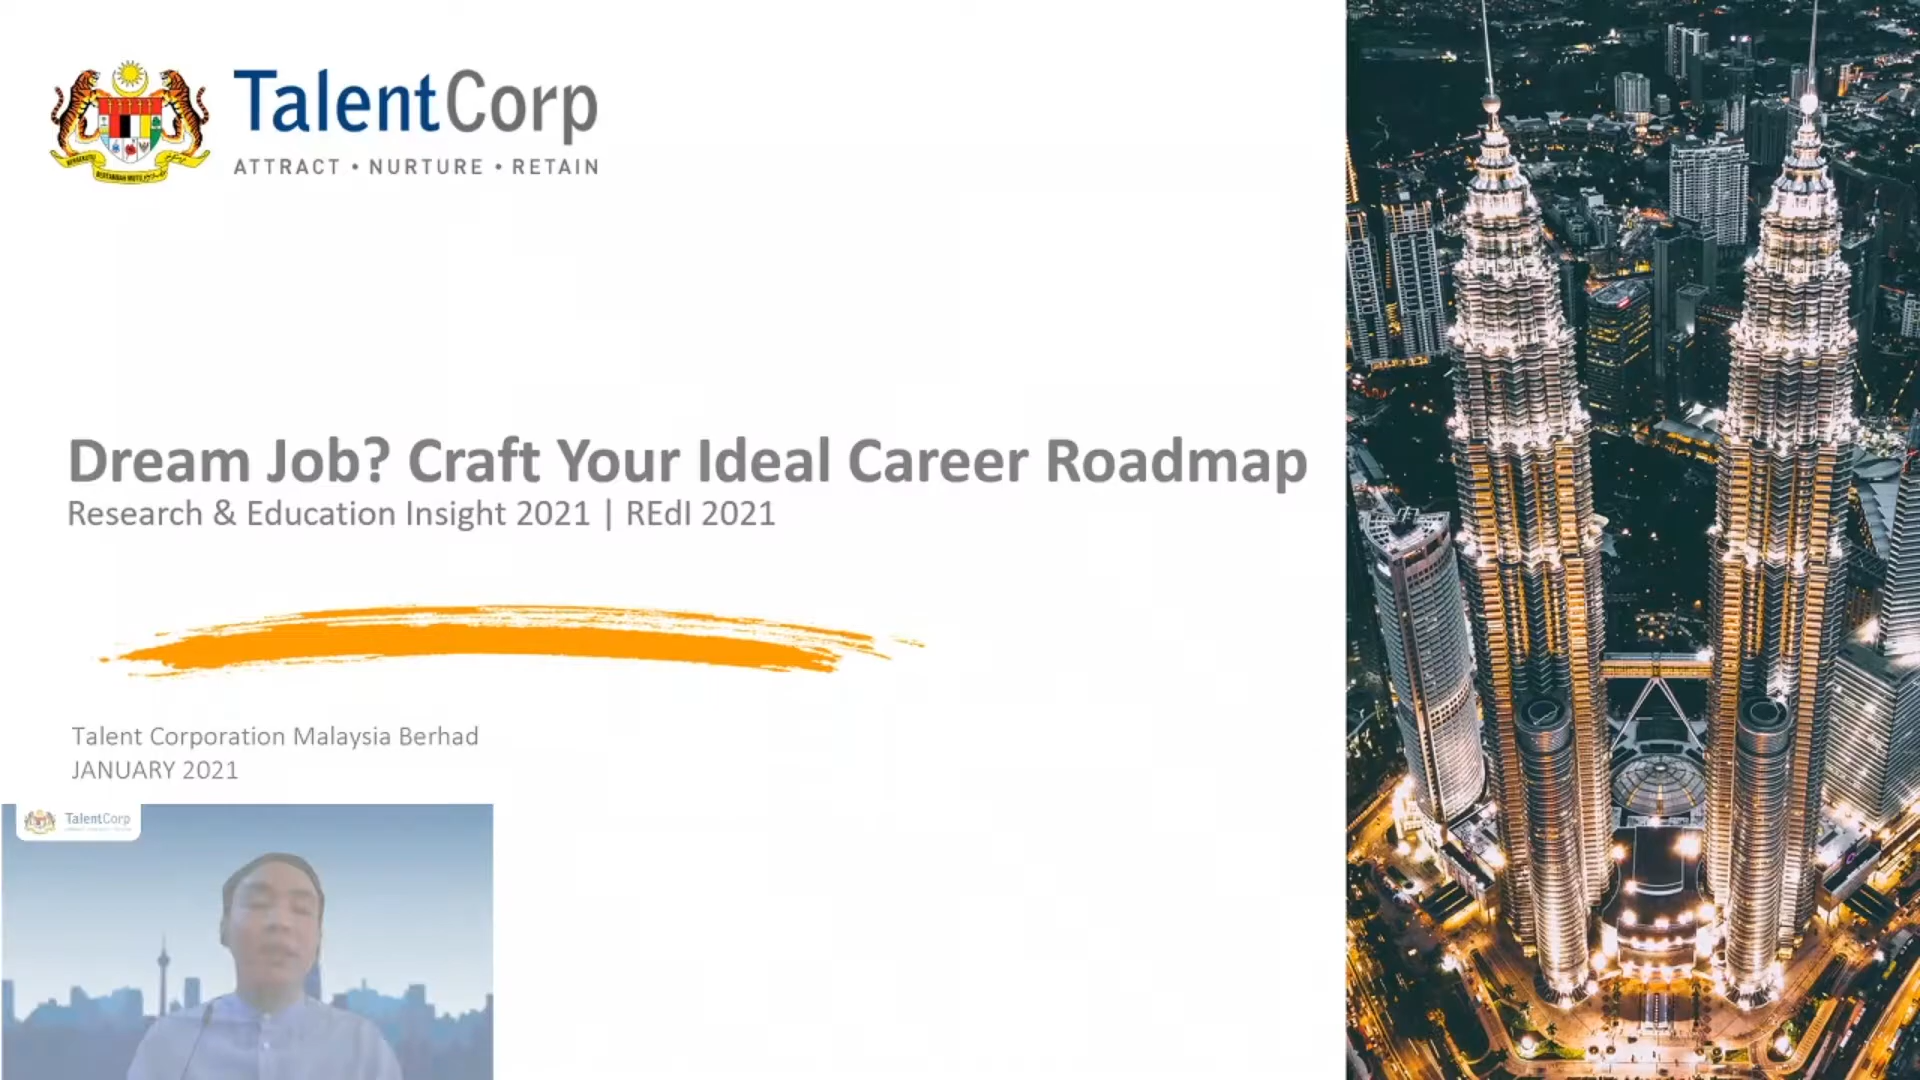 TalentCorp
ATTRACT • NURTURE • RETAIN
Dream Job? Craft Your Ideal Career Roadmap
Research & Education Insight 2021 | REdI 2021
Talent Corporation Malaysia Berhad
JANUARY 2021
TalentCorp